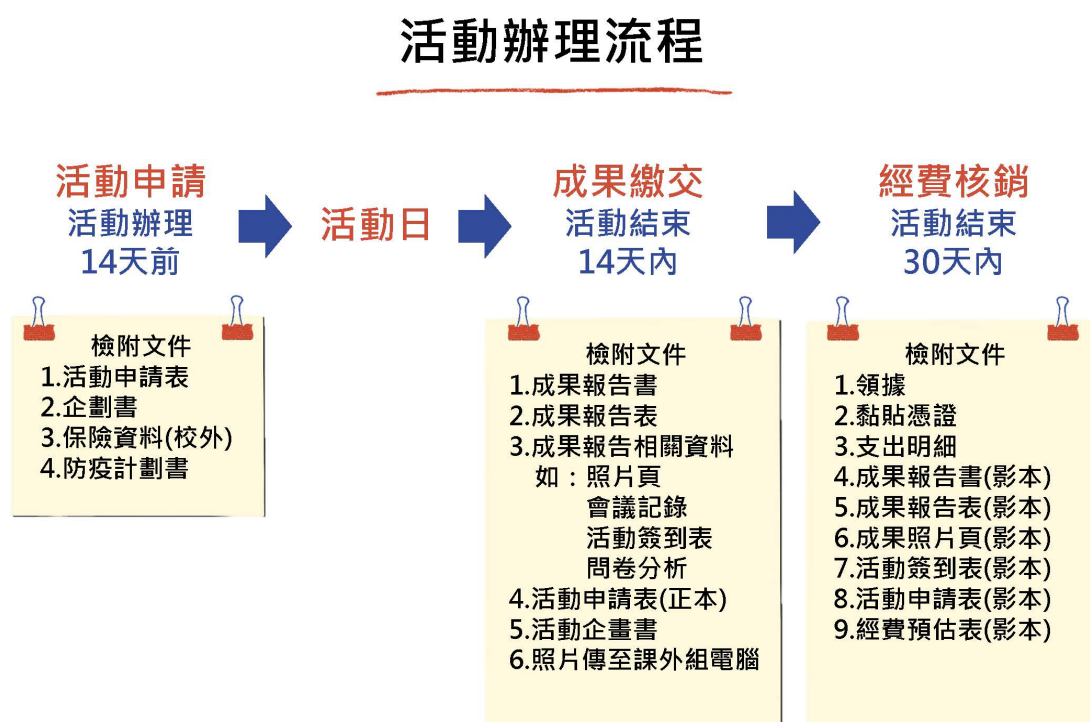 活動辦理流程
活動申請
活動辦理
14天前
活動日
成果繳交
活動結束
14天內
經費核銷
活動結束
30天內
檢附文件
1.活動申請表
2.企劃書
3.保險資料(校外)
4.防疫計劃書
檢附文件
1.成果報告書
2.成果報告表
3.成果報告相關資料
如：照片頁
會議記錄
活動簽到表
問卷分析
4.活動申請表(正本)
5.活動企畫書
6.照片傳至課外組電腦
檢附文件
1.領據
2.黏貼憑證
3.支出明細
4.成果報告書(影本)
5.成果報告表(影本)
6.成果照片頁(影本)
7.活動簽到表(影本)
8.活動申請表(影本)
9.經費預估表(影本)